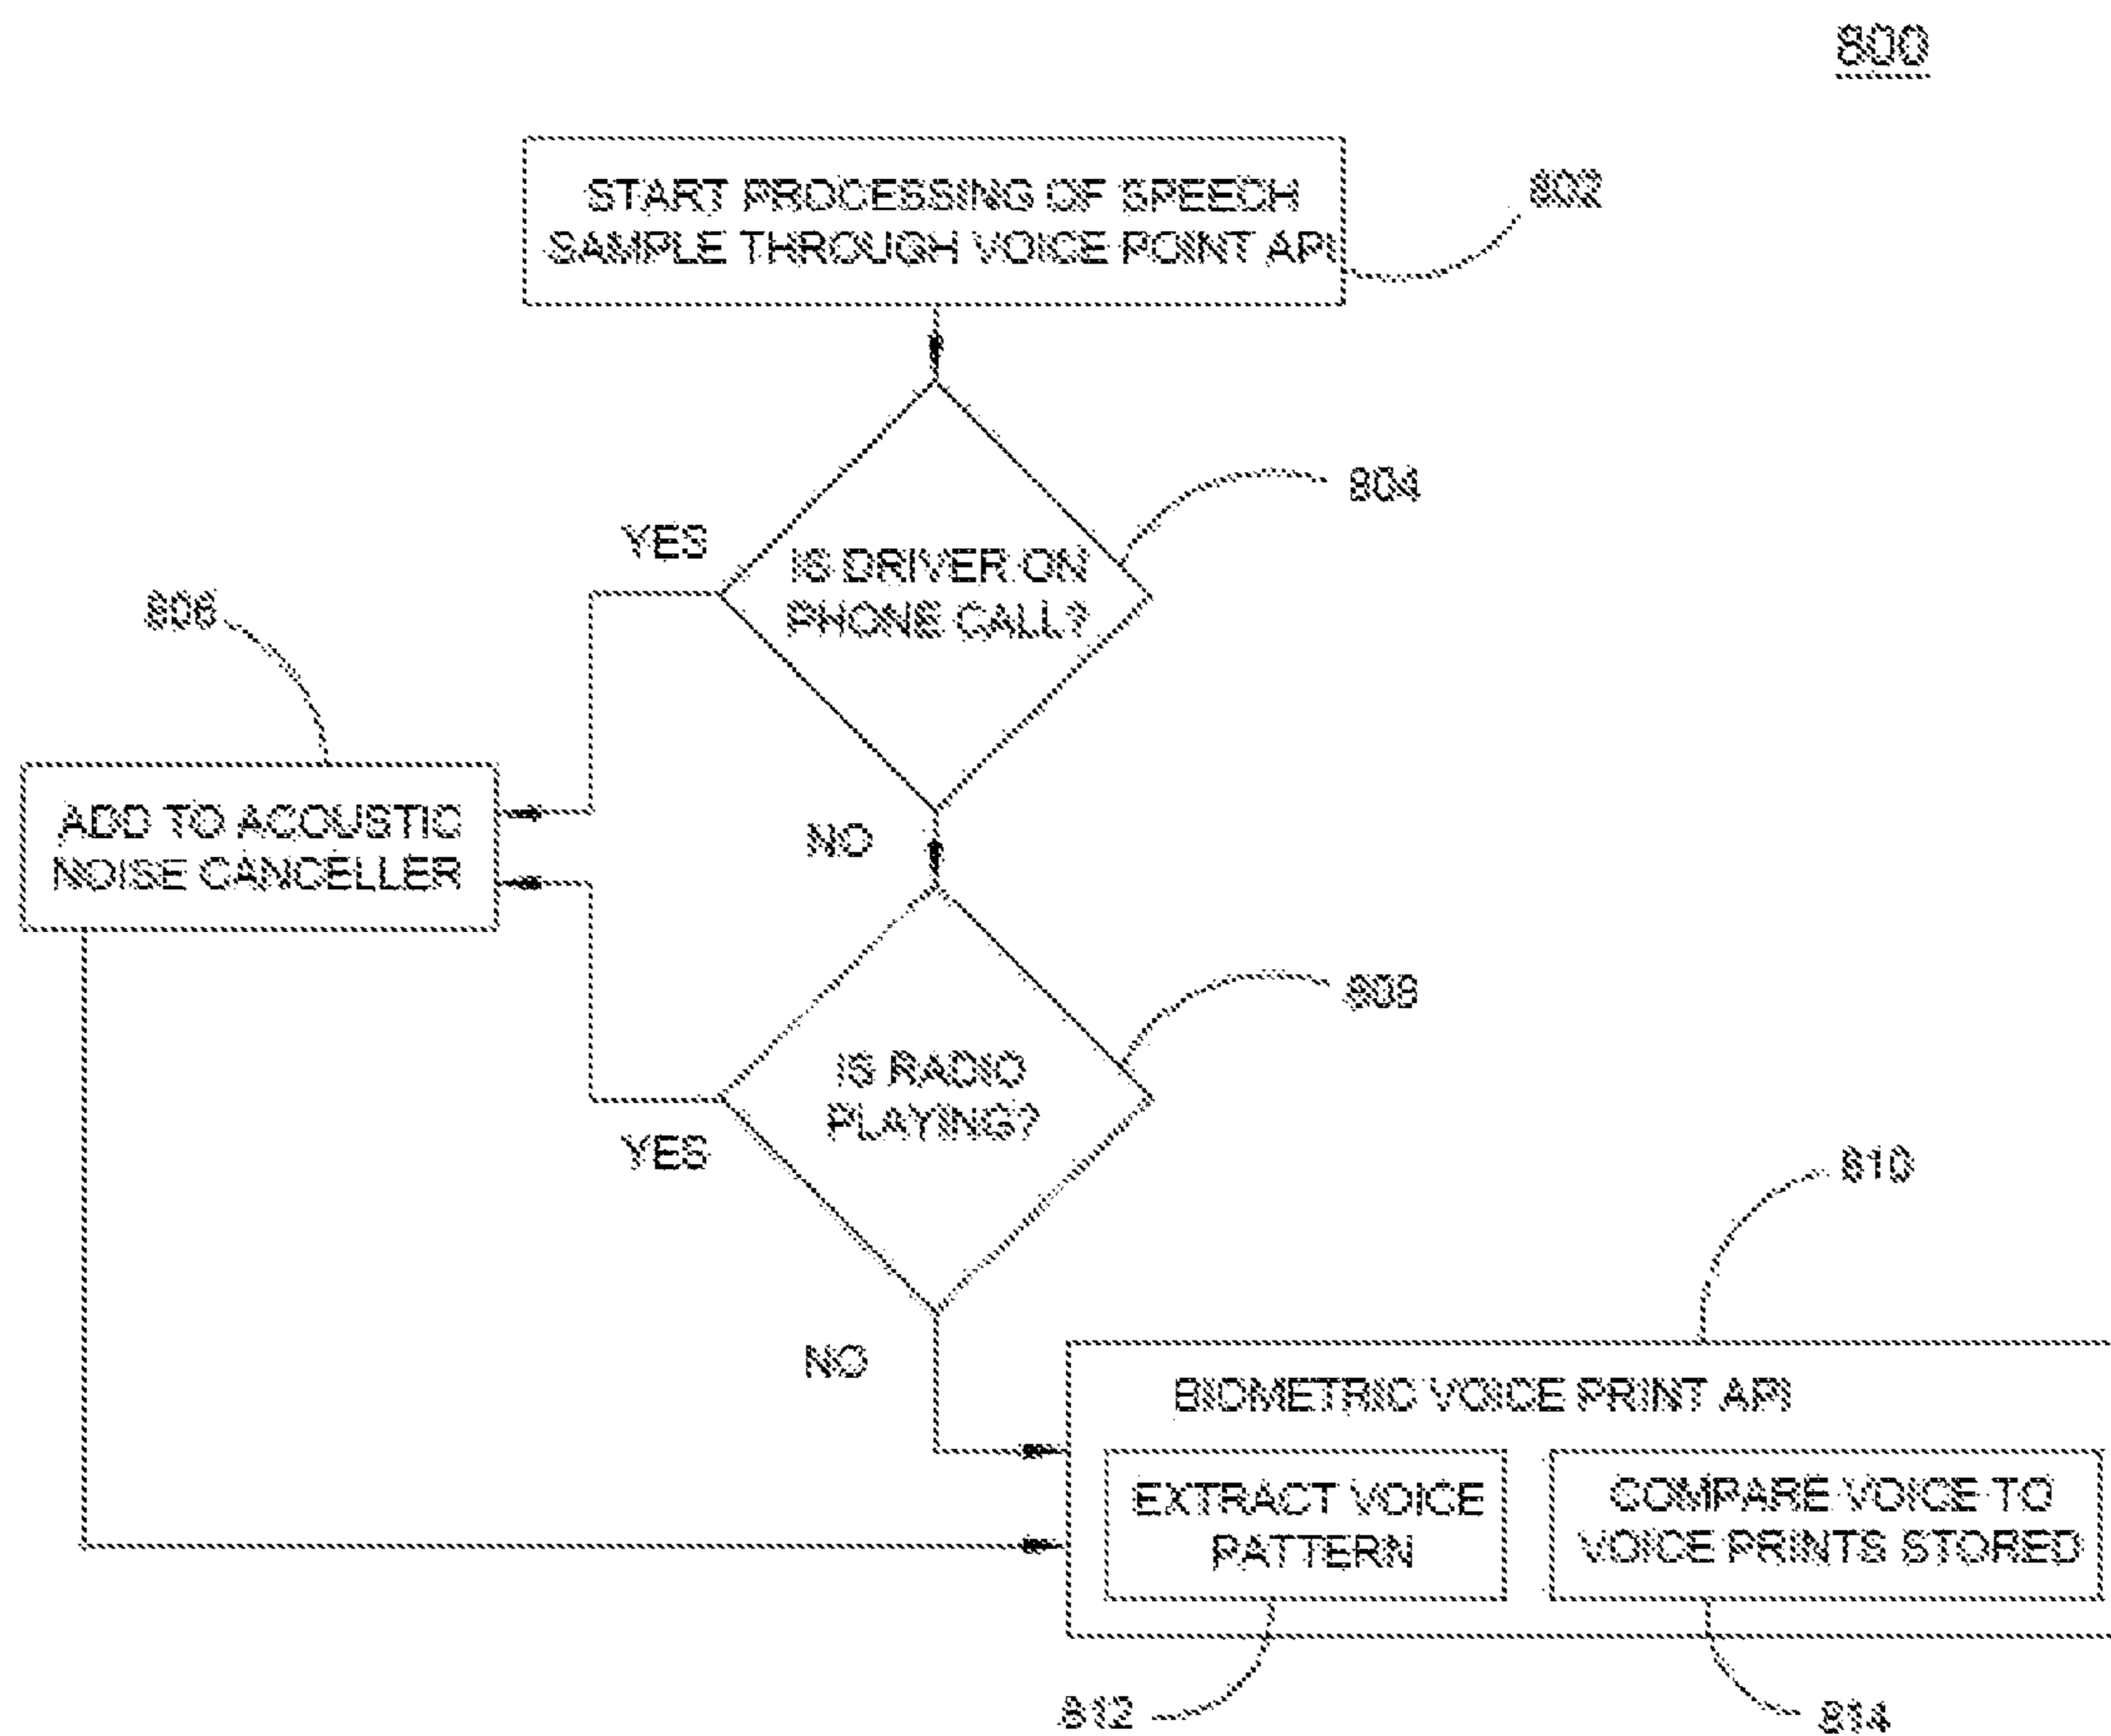 800
START PROCESSING OF SPEECH
SAMPLE THROUGH VOICE POINT API
802
804
YES
IS DRIVER ON
PHONE CALL?
806
ADD TO ACOUSTIC
NOISE CANCELLER
NO
808
IS RADIO
PLAYING?
YES
810
NO
BIOMETRIC VOICE PRINT API
EXTRACT VOICE
PATTERN
COMPARE VOICE TO
VOICE PRINTS STORED
812
814